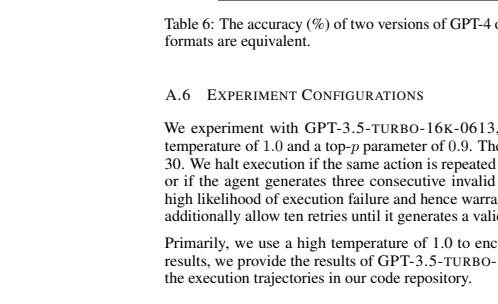 Table 6: The accuracy (%) of two versions of GPT-4 o
formats are equivalent.
A.6 EXPERIMENT CONFIGURATIONS
We experiment with GPT-3.5-TURBO-16K-0613,
temperature of 1.0 and a top-p parameter of 0.9. The
30. We halt execution if the same action is repeated
or if the agent generates three consecutive invalid
high likelihood of execution failure and hence warra
additionally allow ten retries until it generates a vali
Primarily, we use a high temperature of 1.0 to enc
results, we provide the results of GPT-3.5-TURBO-
the execution trajectories in our code repository.